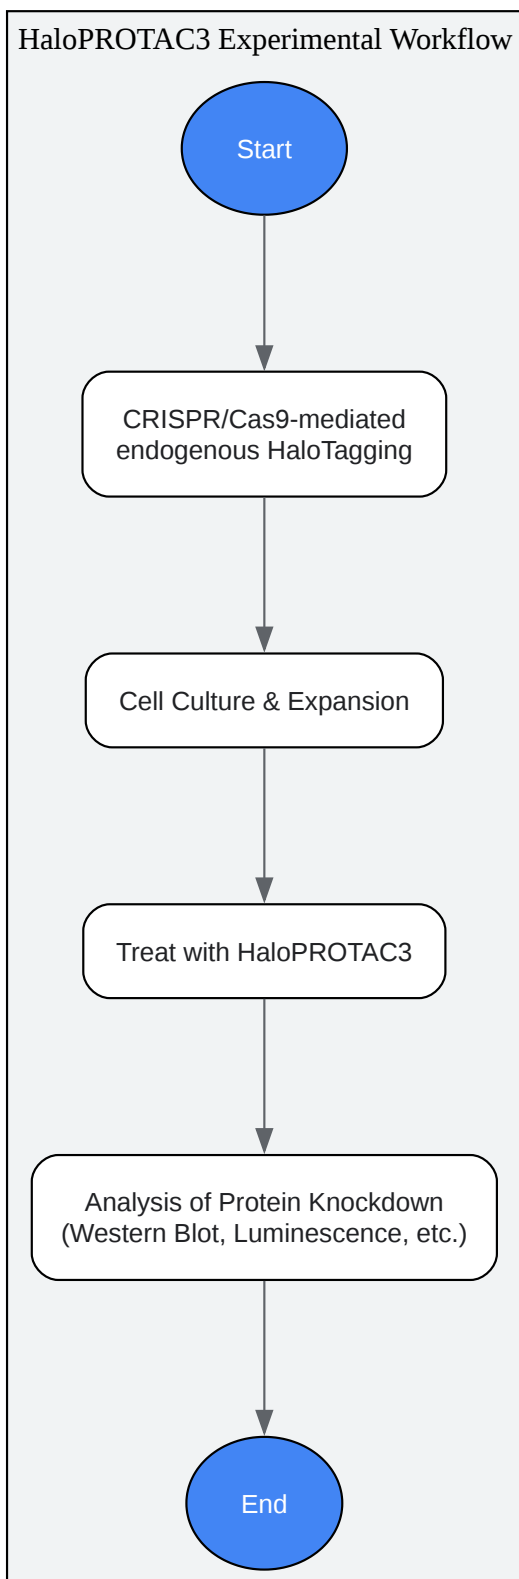 HaloPROTAC3 Experimental Workflow
Start
CRISPR/Cas9-mediated
endogenous HaloTagging
Cell Culture & Expansion
Treat with HaloPROTAC3
Analysis of Protein Knockdown
(Western Blot, Luminescence, etc.)
End